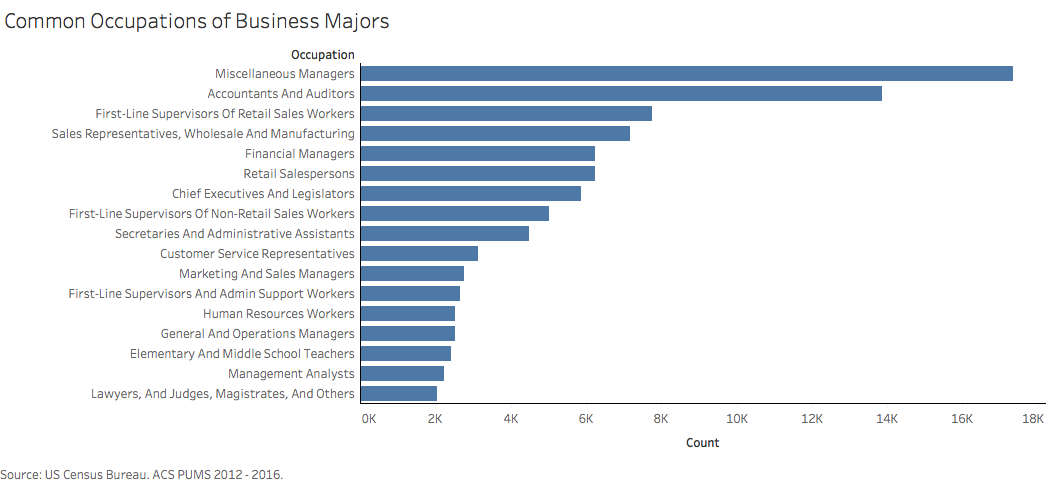 Common Occupations of Business Majors
Occupation
Miscellaneous Managers
Accountants And Auditors
First-Line Supervisors Of Retail Sales Workers
Sales Representatives, Wholesale And Manufacturing
Financial Managers
Retail Salespersons
Chief Executives And Legislators
First-Line Supervisors Of Non-Retail Sales Workers
Secretaries And Administrative Assistants
Customer Service Representatives
Marketing And Sales Managers
First-Line Supervisors And Admin Support Workers
Human Resources Workers
General And Operations Managers
Elementary And Middle School Teachers
Management Analysts
Lawyers, And Judges, Magistrates, And Others
0K 2K 4K 6K 8K 10K 12K 14K 16K 18K
Count
Source: US Census Bureau. ACS PUMS 2012 - 2016.